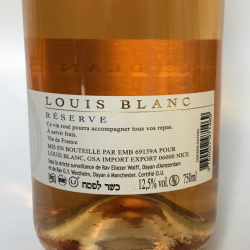 LOUIS BLANC
RÉSERVE
Ce vin rosé pourra accompagner tous vos repas.
A servir frais.
Vin de France
MIS EN BOUTEILLE PAR EMB 69159A POUR
LOUIS BLANC, GSA IMPORT EXPORT 06000 NICE
Sous la stricte surveillance de Rav Elieser Wolff, Dayan d'Amsterdam
et de Rav O.Y. Westheim, Dayan à Manchester. Certifié O.U.
כשר לפסח
12,5% vol. 750ml